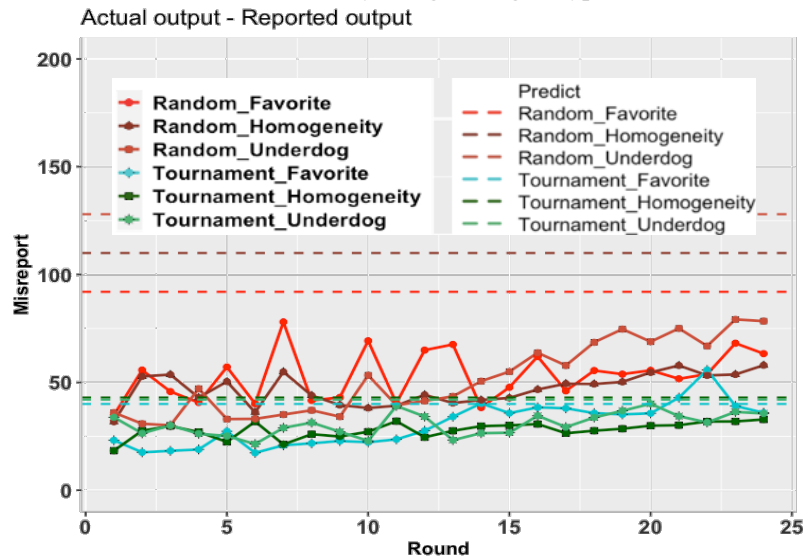 Actual output - Reported output
200
150
100
50
0
Misreport
Random_Favorite
Random_Homogeneity
Random_Underdog
Tournament_Favorite
Tournament_Homogeneity
Tournament_Underdog
Predict
Random_Favorite
Random_Homogeneity
Random_Underdog
Tournament_Favorite
Tournament_Homogeneity
Tournament_Underdog
0 5 10 15 20 25
Round